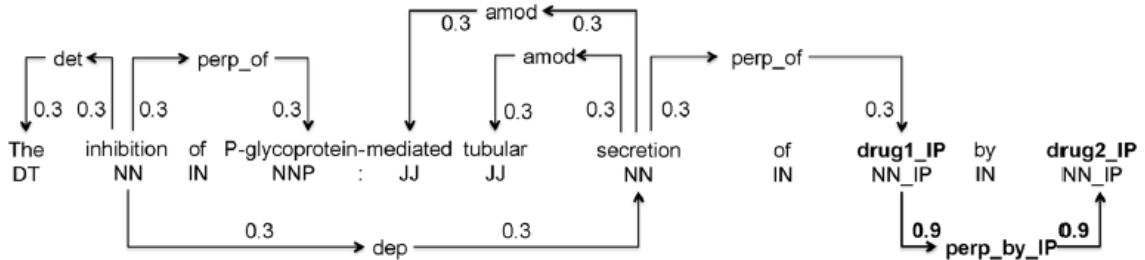 0.3 amod 0.3
det perp_of amod perp_of
0.3 0.3 0.3 0.3 0.3 0.3 0.3 0.3
The inhibition of P-glycoprotein-mediated tubular secretion of drug1_IP by drug2_IP
DT NN IN NNP : JJ JJ NN IN NN_IP IN NN_IP
0.3 dep 0.3 0.9 perp_by_IP 0.9